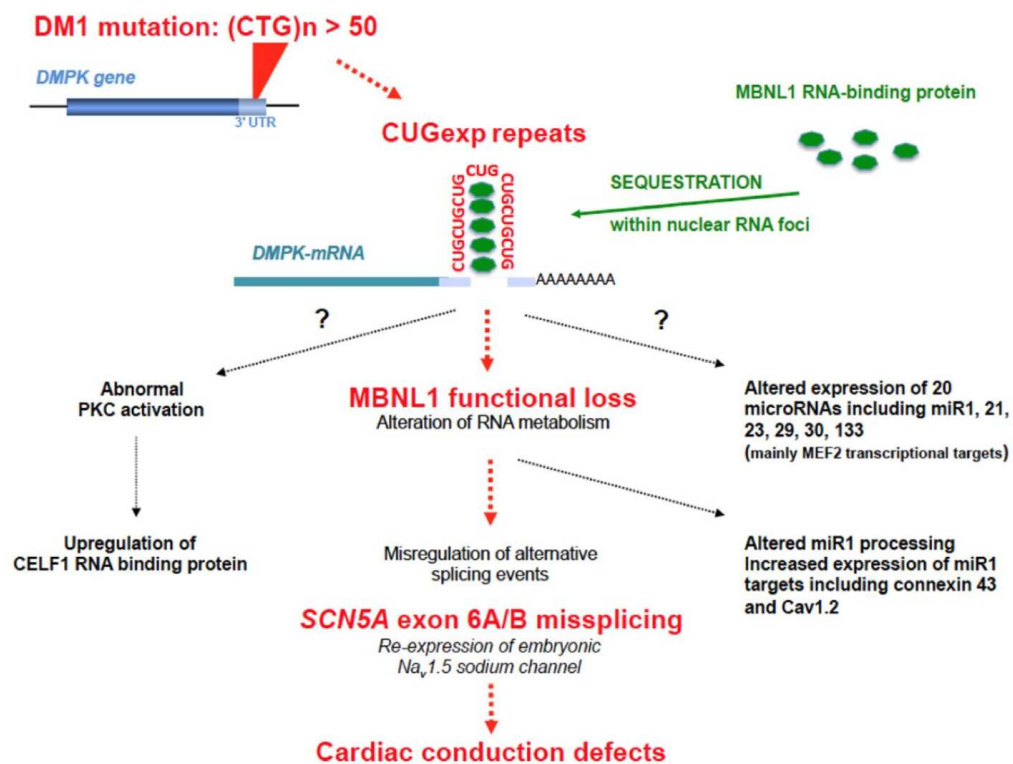 DM1 mutation: (CTG)n > 50
DMPK gene
3' UTR
MBNL1 RNA-binding protein
CUGexp repeats
CUG
CUGCUGCUG
CUGCUGCUG
SEQUESTRATION
within nuclear RNA foci
DMPK-mRNA
AAAAAAAA
?
?
Abnormal
PKC activation
MBNL1 functional loss
Alteration of RNA metabolism
Altered expression of 20
microRNAs including miR1, 21,
23, 29, 30, 133
(mainly MEF2 transcriptional targets)
Upregulation of
CELF1 RNA binding protein
Misregulation of alternative
splicing events
Altered miR1 processing
Increased expression of miR1
targets including connexin 43
and Cav1.2
SCN5A exon 6A/B missplicing
Re-expression of embryonic
Nav1.5 sodium channel
Cardiac conduction defects